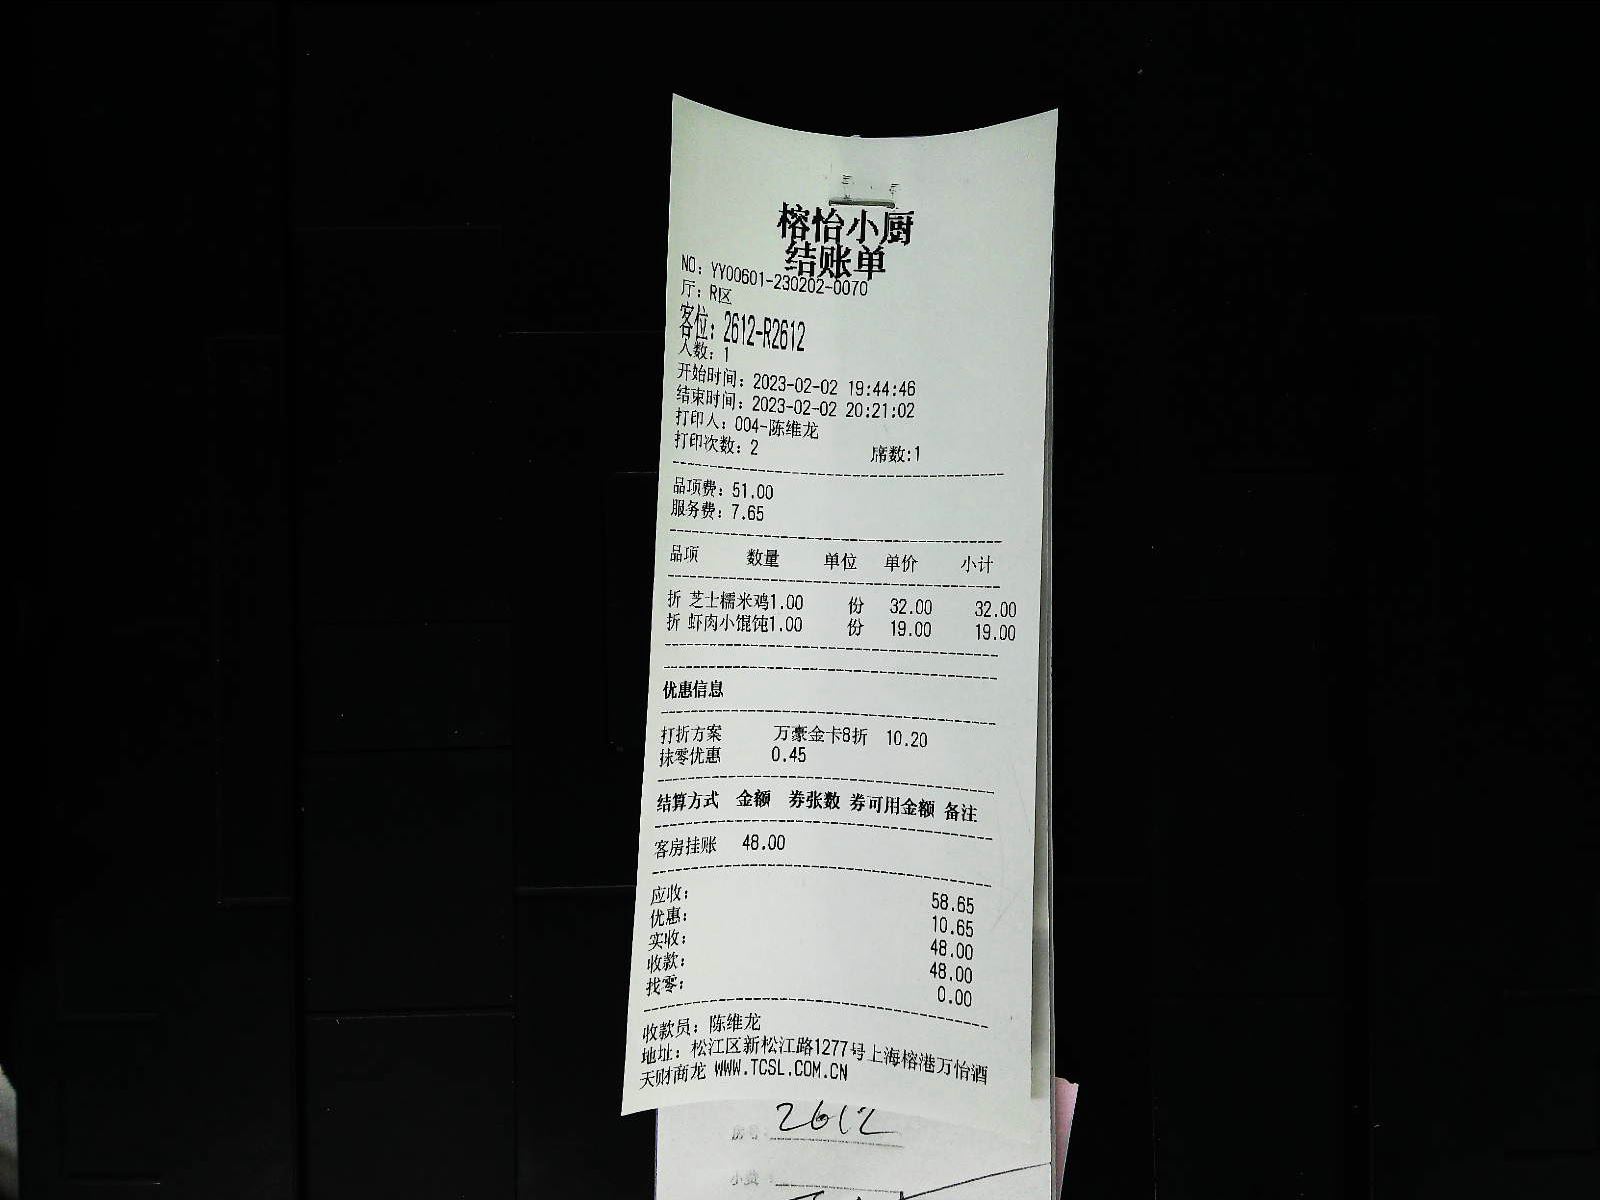 榕怡小厨
结账单
NO: YY00601-230202-0070
厅: R区
客位: 2612-R2612
人数: 1
开始时间: 2023-02-02 19:44:46
结束时间: 2023-02-02 20:21:02
打印人: 004-陈维龙
打印次数: 2 席数:1
品项费: 51.00
服务费: 7.65
品项 数量 单位 单价 小计
折 芝士糯米鸡1.00 份 32.00 32.00
折 虾肉小馄饨1.00 份 19.00 19.00
优惠信息
打折方案 万豪金卡8折 10.20
抹零优惠 0.45
结算方式 金额 券张数 券可用金额 备注
客房挂账 48.00
应收: 58.65
优惠: 10.65
实收: 48.00
收款: 48.00
找零: 0.00
收款员: 陈维龙
地址: 松江区新松江路1277号上海榕港万怡酒
天财商龙 WWW.TCSL.COM.CN
房号: 2612
小费: